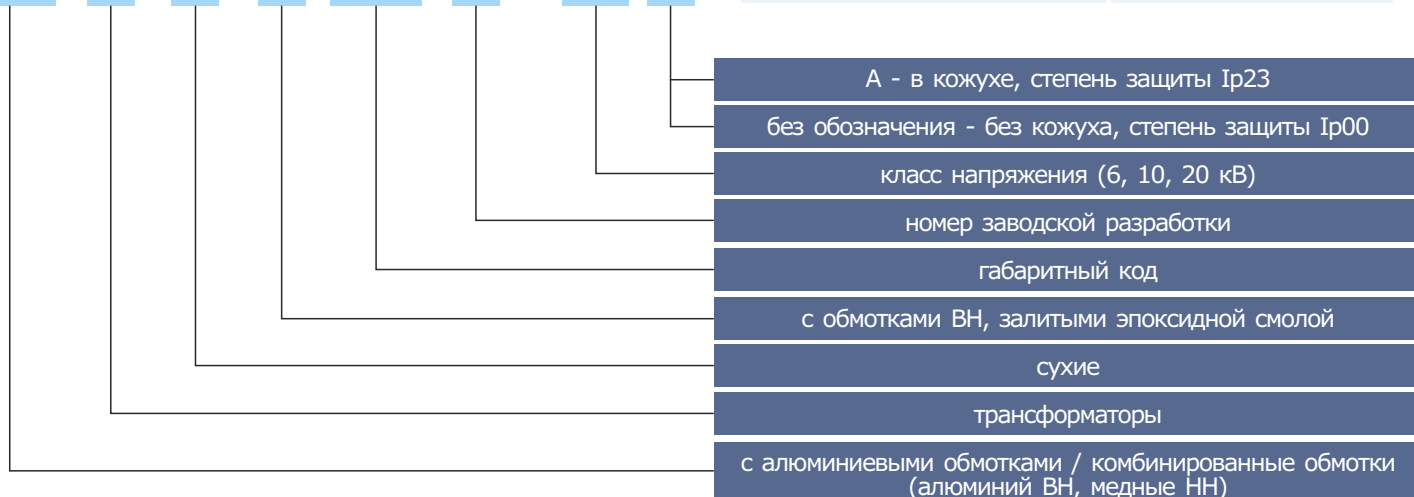 А - в кожухе, степень защиты Ip23
без обозначения - без кожуха, степень защиты Ip00
класс напряжения (6, 10, 20 кВ)
номер заводской разработки
габаритный код
с обмотками ВН, залитыми эпоксидной смолой
сухие
трансформаторы
с алюминиевыми обмотками / комбинированные обмотки
(алюминий ВН, медные НН)